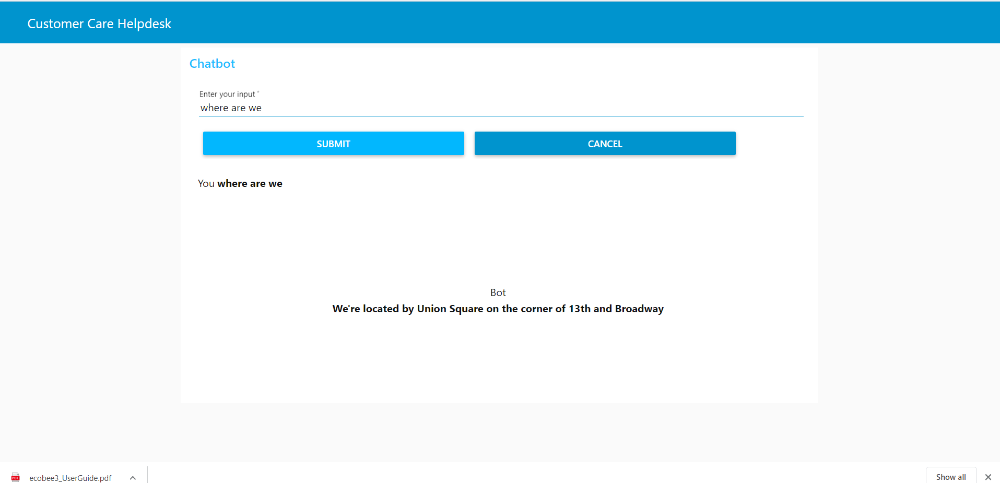 Customer Care Helpdesk
Chatbot
Enter your input *
where are we
SUBMIT
CANCEL
You where are we
Bot
We're located by Union Square on the corner of 13th and Broadway
PDF
ecobee3_UserGuide.pdf
Show all